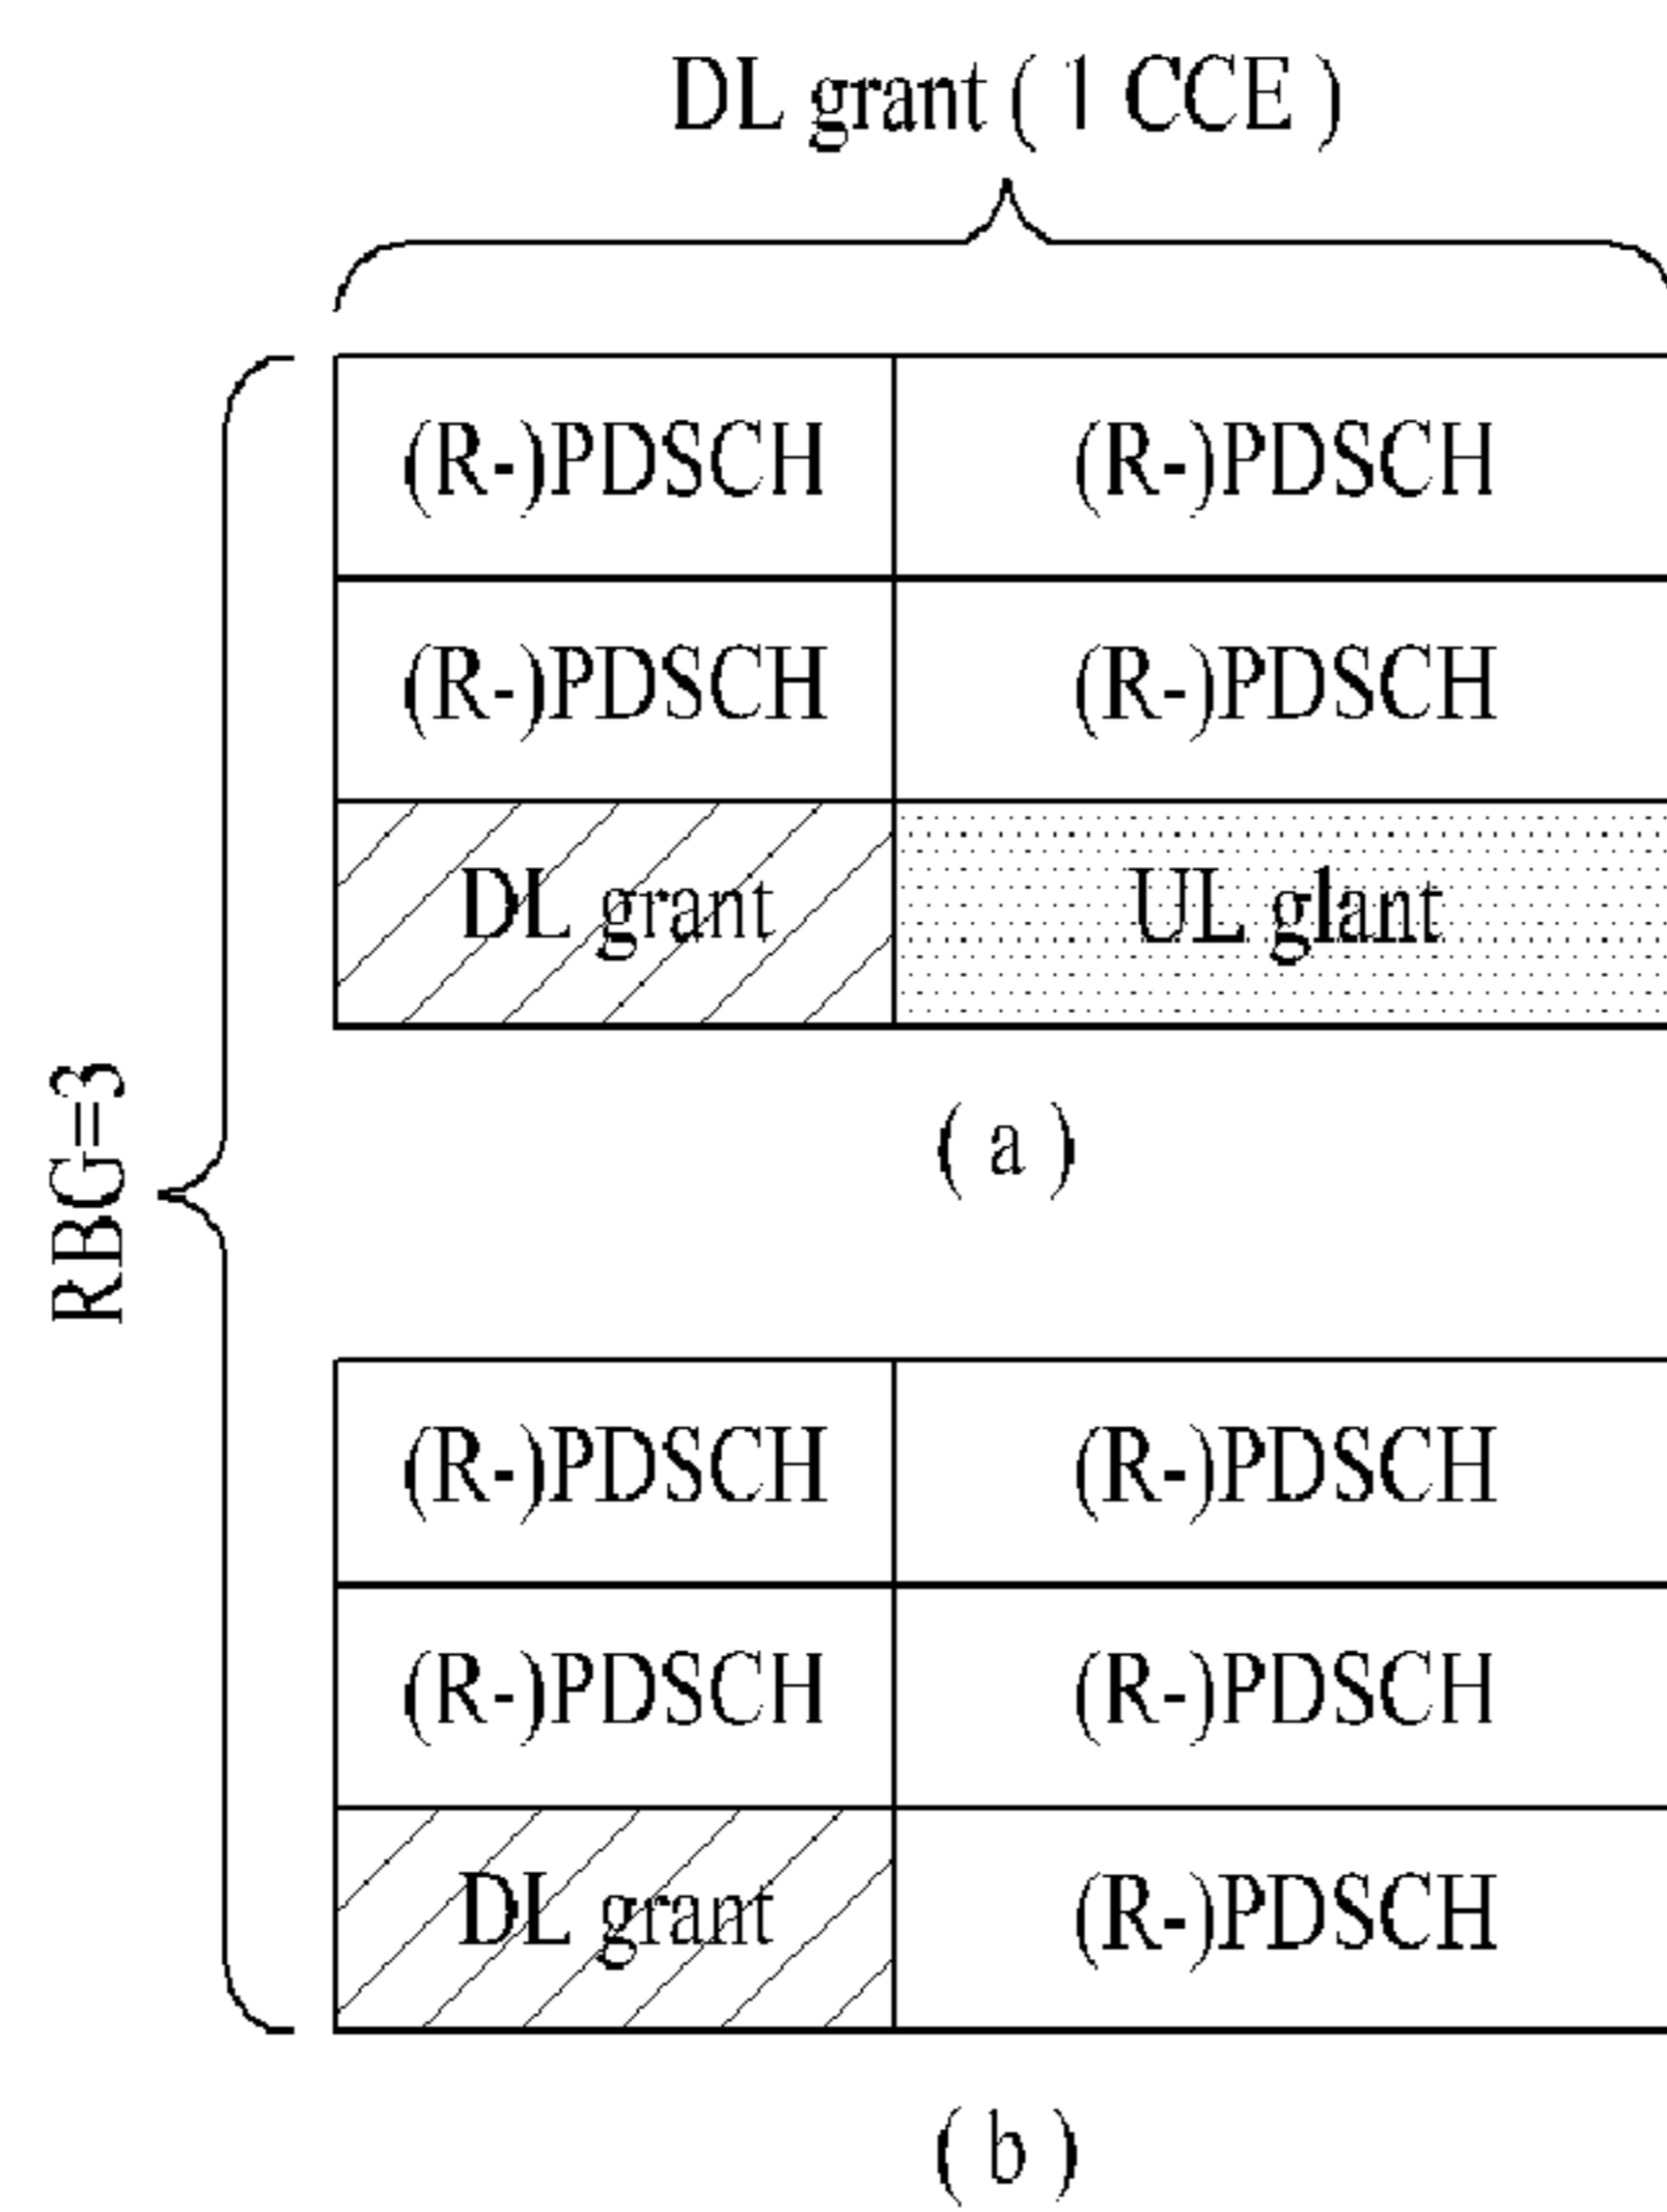 DL grant ( 1 CCE )
(R-)PDSCH (R-)PDSCH
(R-)PDSCH (R-)PDSCH
DL grant UL glant
( a )
RBG=3
(R-)PDSCH (R-)PDSCH
(R-)PDSCH (R-)PDSCH
DL grant (R-)PDSCH
( b )